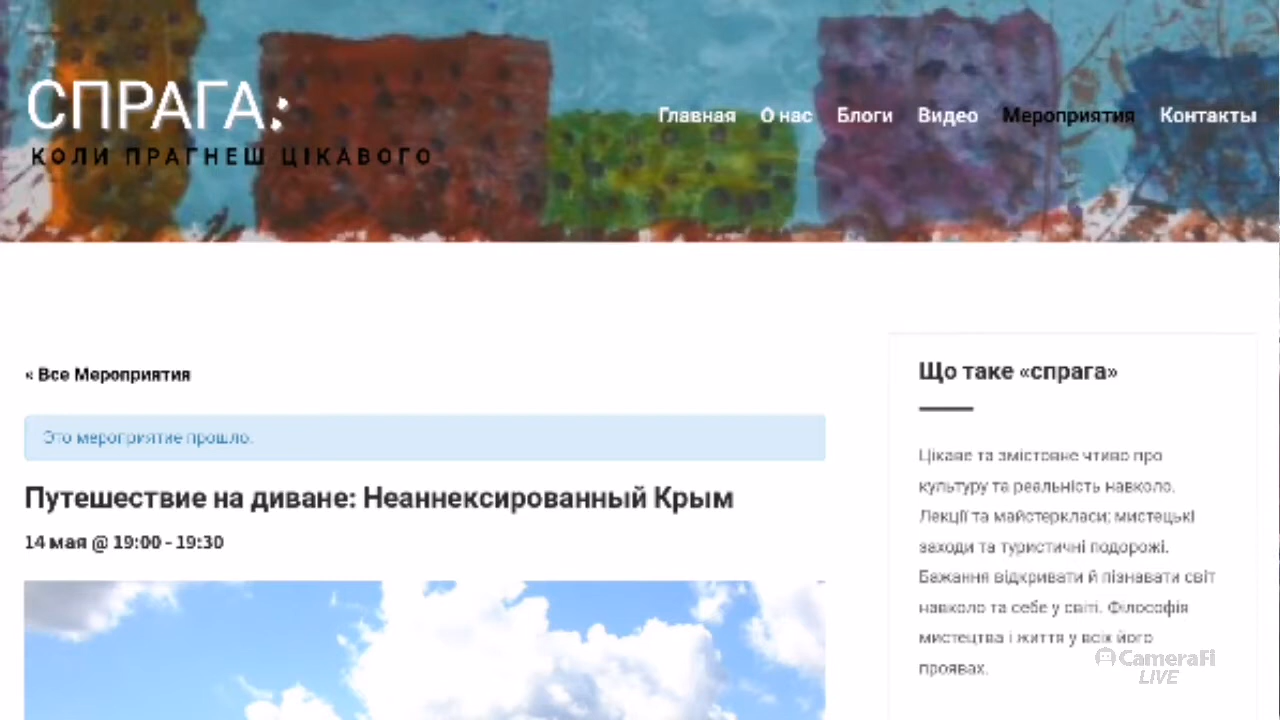 СПРАГА:
КОЛИ ПРАГНЕШ ЦІКАВОГО
Главная О нас Блоги Видео Мероприятия Контакты
« Все Мероприятия
Это мероприятие прошло.
Путешествие на диване: Неаннексированный Крым
14 мая @ 19:00 - 19:30
Що таке «спрага»
Цікаве та змістовне чтиво про
культуру та реальність навколо.
Лекції та майстеркласи; мистецькі
заходи та туристичні подорожі.
Бажання відкривати й пізнавати світ
навколо та себе у світі. Філософія
мистецтва і життя у всіх його
проявах.
CameraFi
LIVE